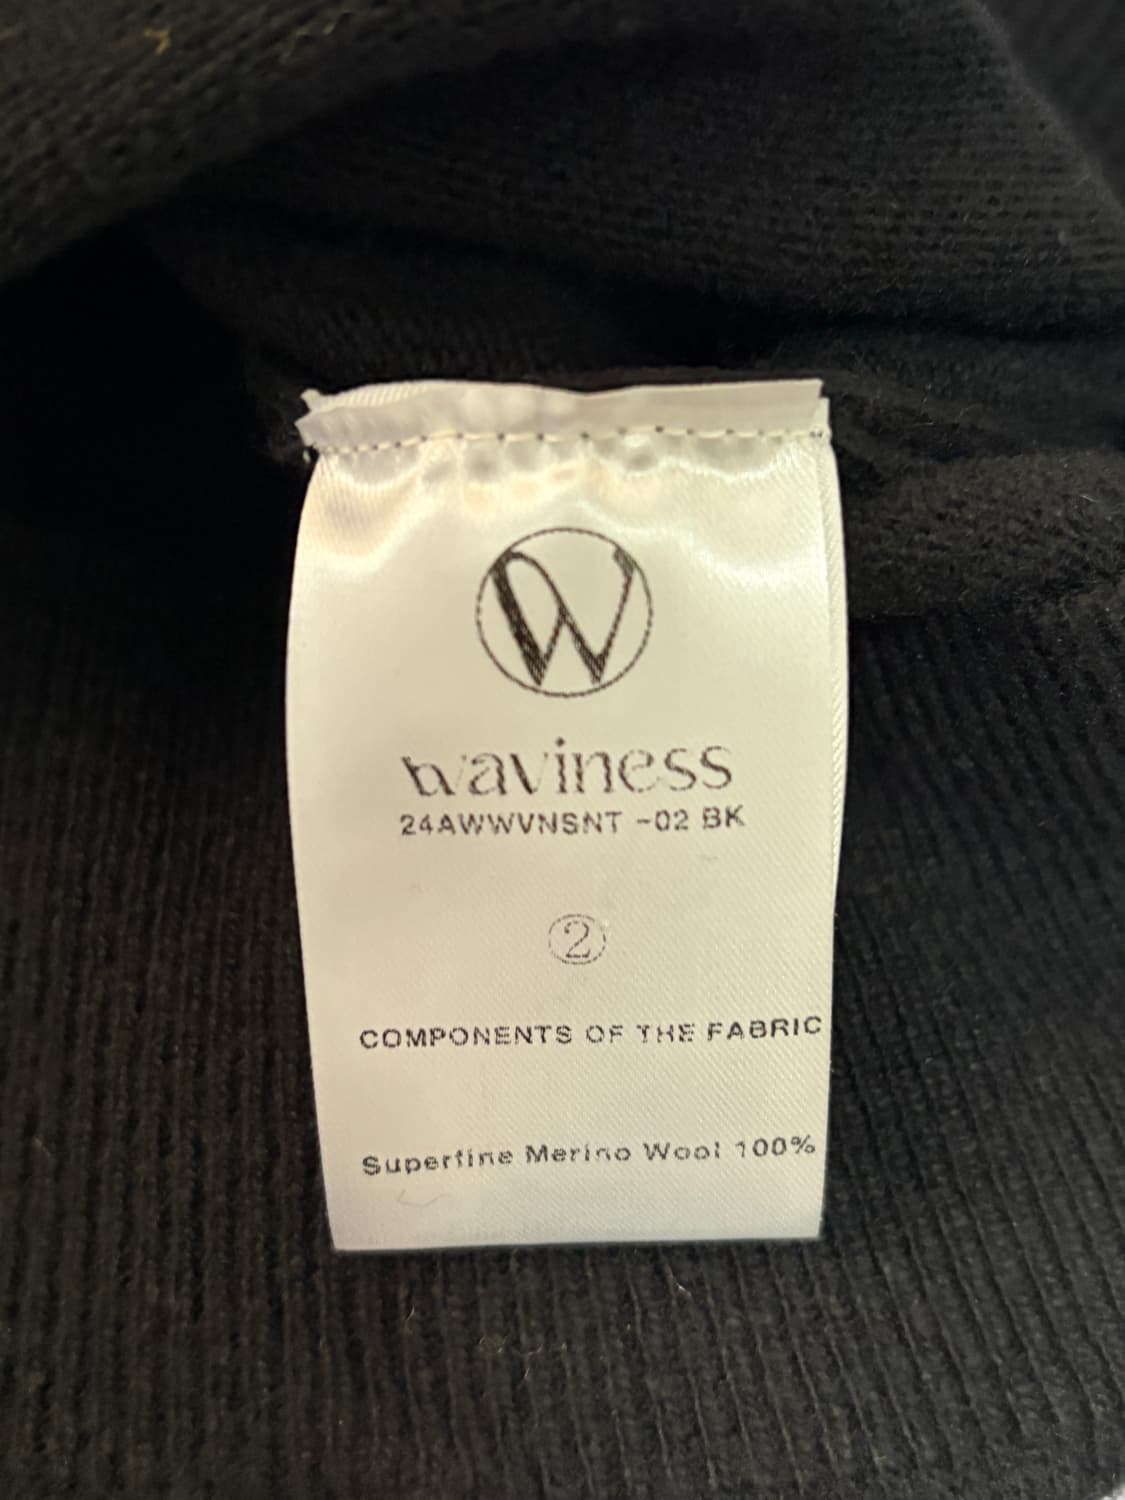 W
waviness
24AWWVNSNT -02 BK
②
COMPONENTS OF THE FABRIC
Superfine Merino Wool 100%